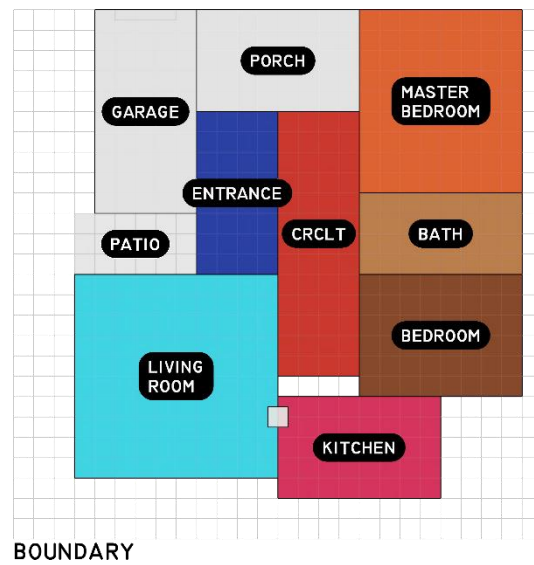 PORCH
MASTER
BEDROOM
GARAGE
ENTRANCE
CRCLT
BATH
PATIO
BEDROOM
LIVING
ROOM
KITCHEN
BOUNDARY